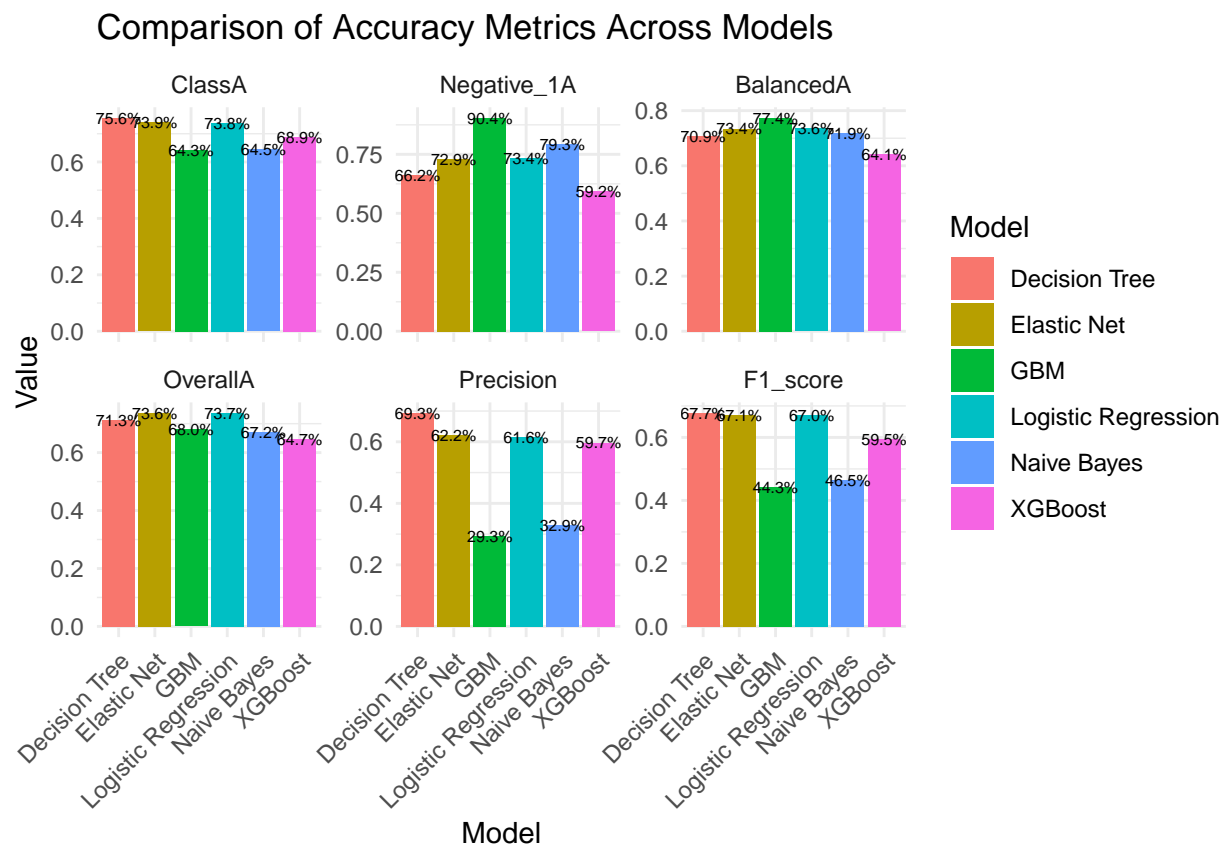 Comparison of Accuracy Metrics Across Models
ClassA
Negative_1A
BalancedA
0.6
0.4
0.2
0.0
75.6%
73.9%
64.3%
73.8%
64.5%
68.9%
0.75
0.50
0.25
0.00
66.2%
72.9%
90.4%
73.4%
79.3%
59.2%
0.8
0.6
0.4
0.2
0.0
70.9%
73.4%
77.4%
73.6%
71.9%
64.1%
Value
OverallA
Precision
F1_score
0.6
0.4
0.2
0.0
71.3%
73.6%
68.0%
73.7%
67.2%
64.7%
0.6
0.4
0.2
0.0
69.3%
62.2%
29.3%
61.6%
32.9%
59.7%
0.6
0.4
0.2
0.0
67.7%
67.1%
44.3%
67.0%
46.5%
59.5%
Decision Tree
Elastic Net
GBM
Logistic Regression
Naive Bayes
XGBoost
Decision Tree
Elastic Net
GBM
Logistic Regression
Naive Bayes
XGBoost
Decision Tree
Elastic Net
GBM
Logistic Regression
Naive Bayes
XGBoost
Model
Model
Decision Tree
Elastic Net
GBM
Logistic Regression
Naive Bayes
XGBoost